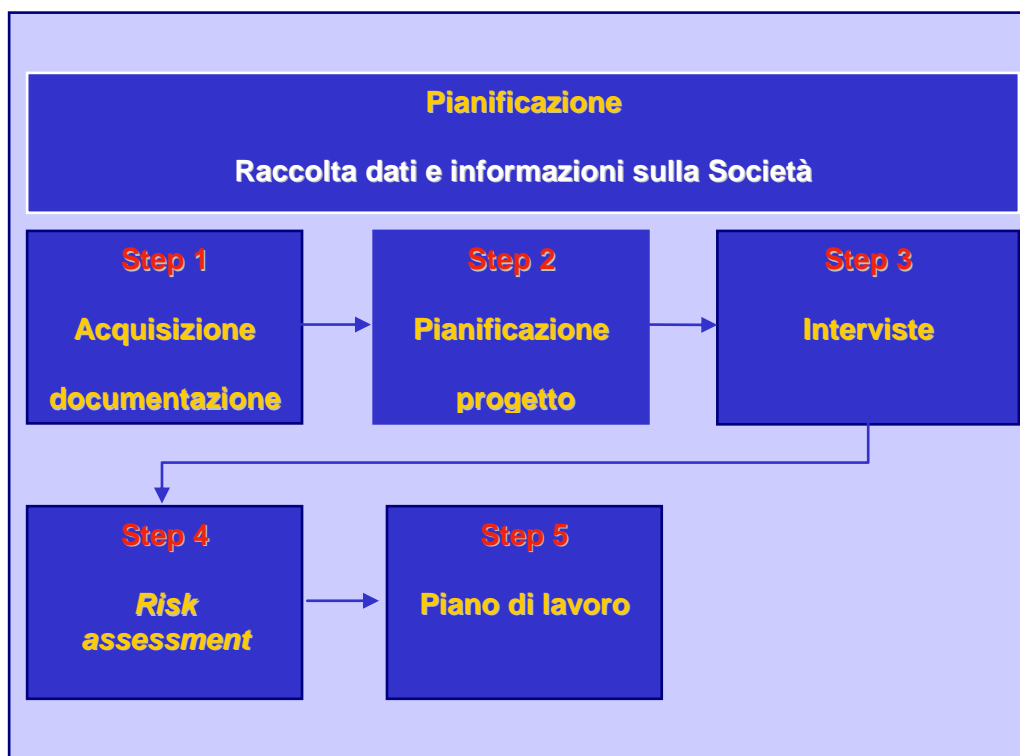 Pianificazione
Raccolta dati e informazioni sulla Società
Step 1
Acquisizione
documentazione
Step 2
Pianificazione
progetto
Step 3
Interviste
Step 4
Risk
assessment
Step 5
Piano di lavoro